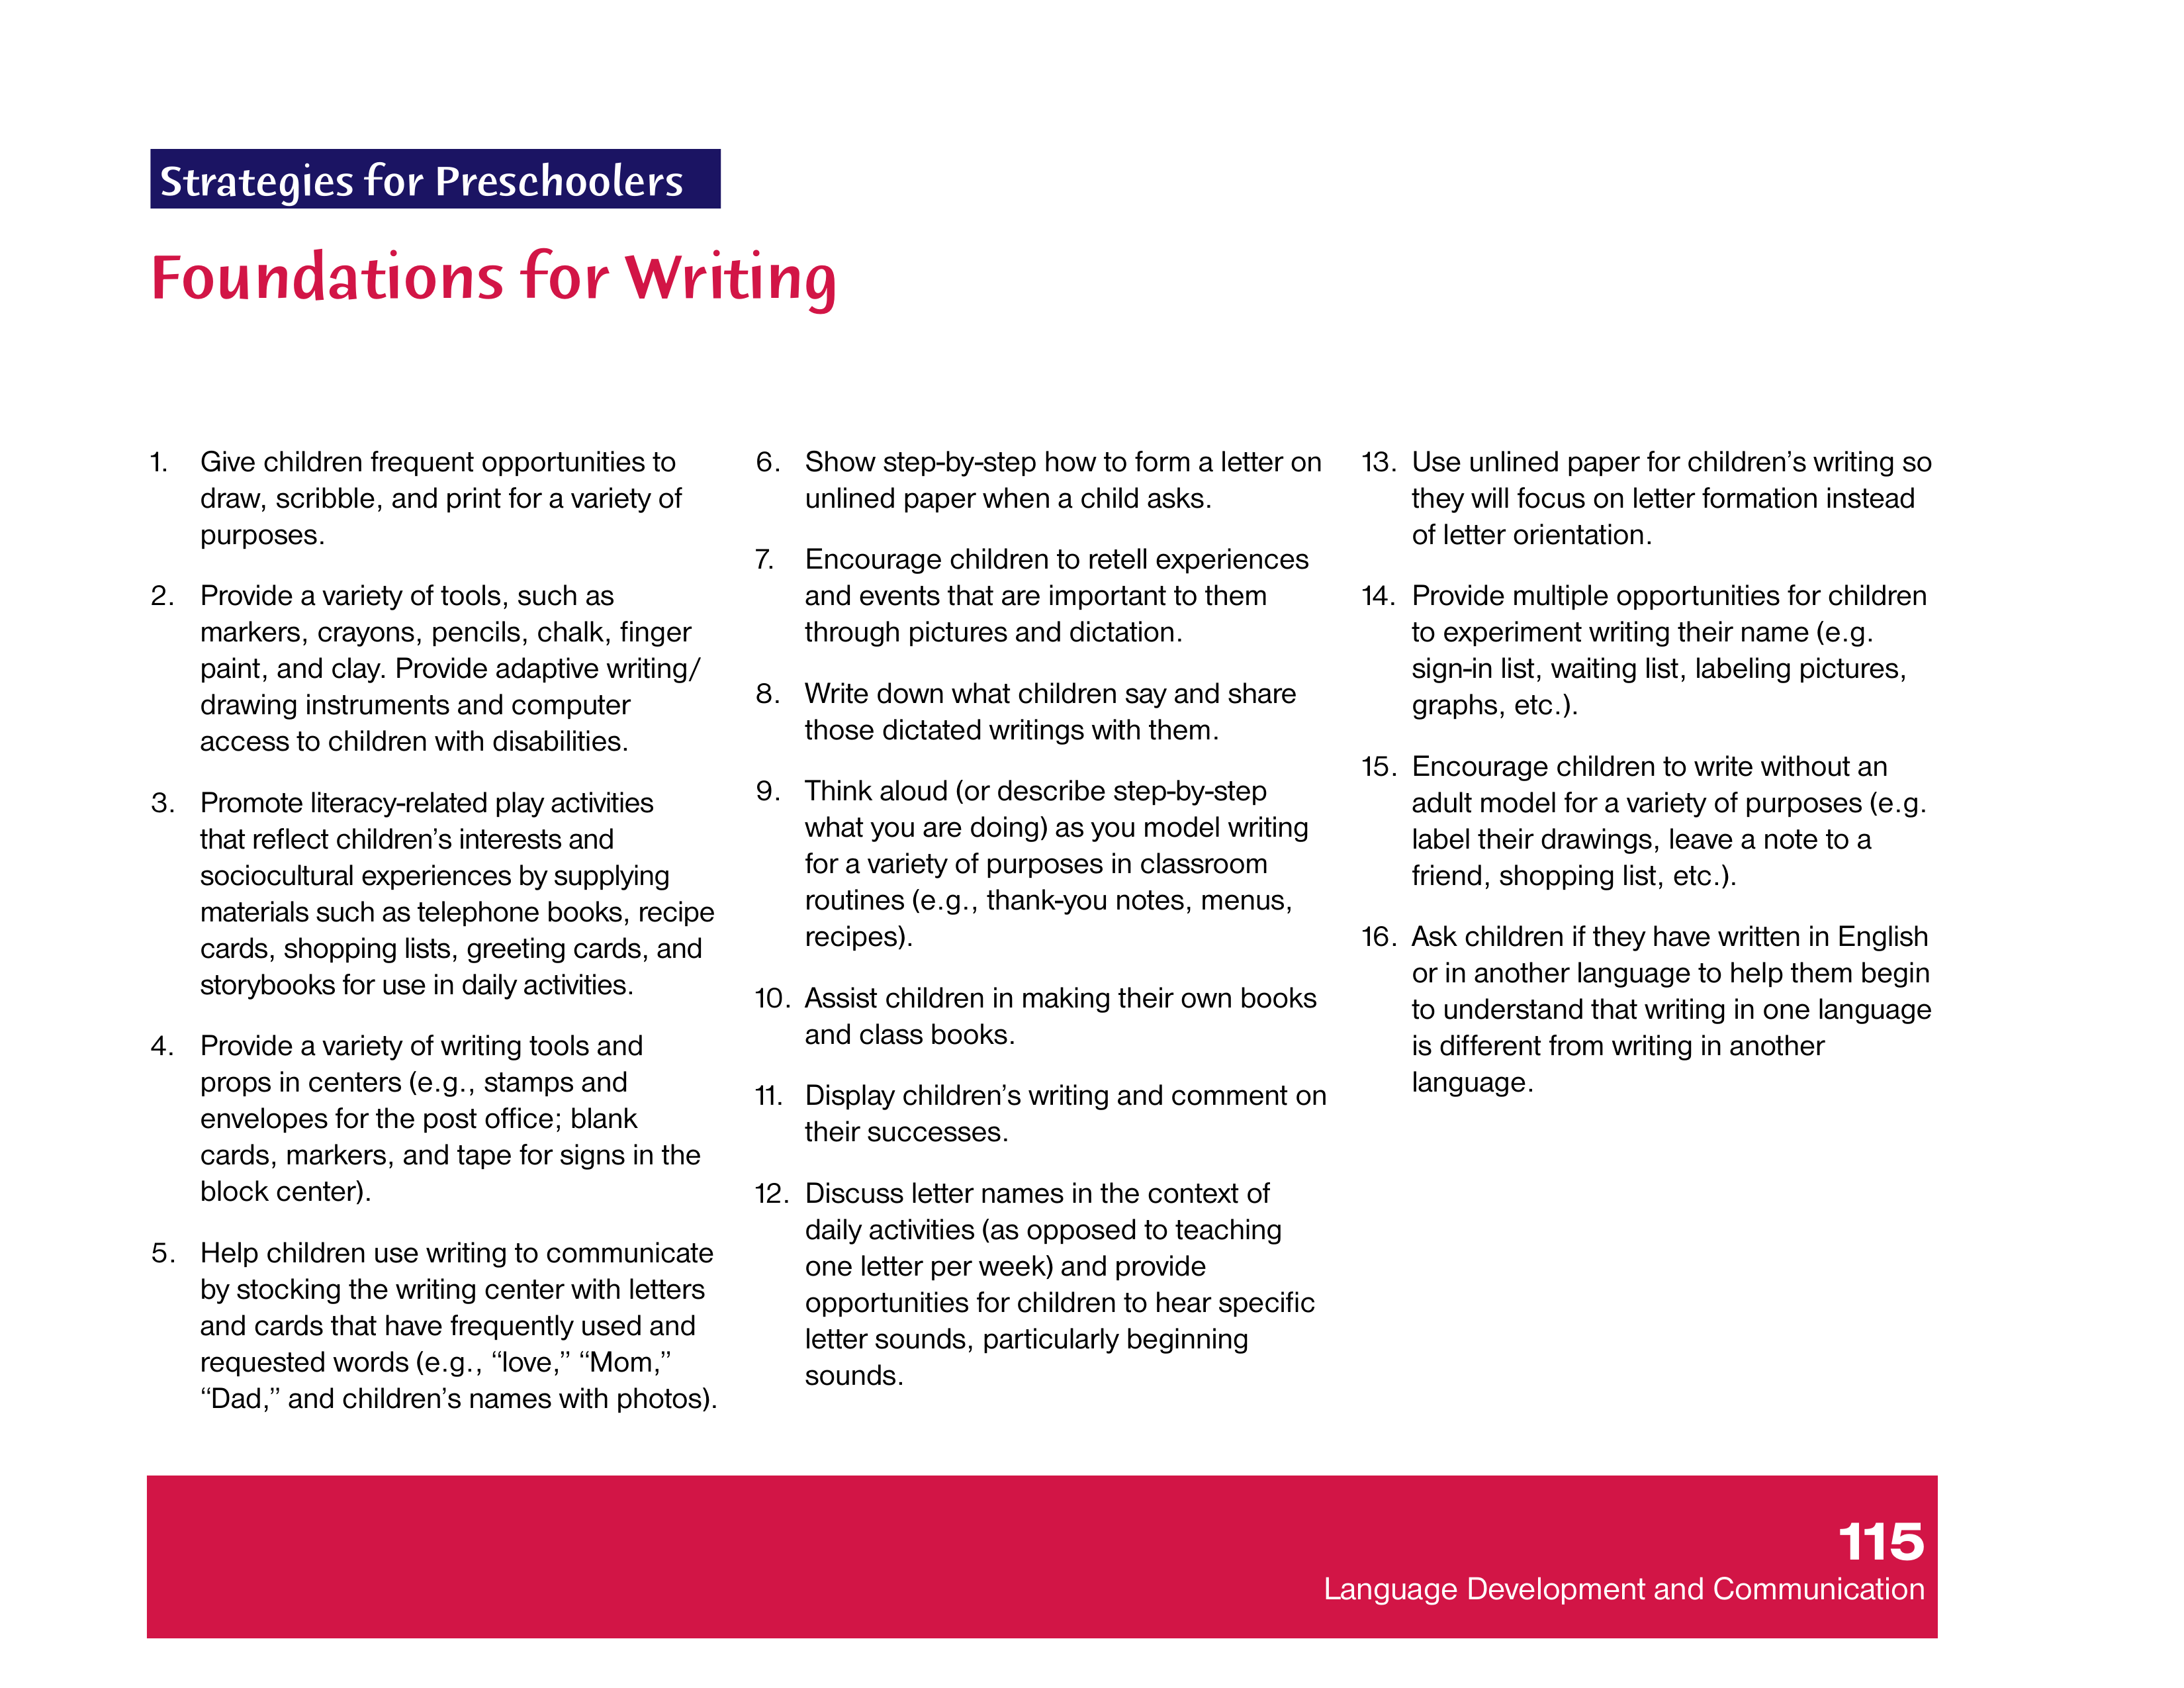 Strategies for Preschoolers
Foundations for Writing
1. Give children frequent opportunities to
draw, scribble, and print for a variety of
purposes.
2. Provide a variety of tools, such as
markers, crayons, pencils, chalk, finger
paint, and clay. Provide adaptive writing/
drawing instruments and computer
access to children with disabilities.
3. Promote literacy-related play activities
that reflect children’s interests and
sociocultural experiences by supplying
materials such as telephone books, recipe
cards, shopping lists, greeting cards, and
storybooks for use in daily activities.
4. Provide a variety of writing tools and
props in centers (e.g., stamps and
envelopes for the post office; blank
cards, markers, and tape for signs in the
block center).
5. Help children use writing to communicate
by stocking the writing center with letters
and cards that have frequently used and
requested words (e.g., “love,” “Mom,”
“Dad,” and children’s names with photos).
6. Show step-by-step how to form a letter on
unlined paper when a child asks.
7. Encourage children to retell experiences
and events that are important to them
through pictures and dictation.
8. Write down what children say and share
those dictated writings with them.
9. Think aloud (or describe step-by-step
what you are doing) as you model writing
for a variety of purposes in classroom
routines (e.g., thank-you notes, menus,
recipes).
10. Assist children in making their own books
and class books.
11. Display children’s writing and comment on
their successes.
12. Discuss letter names in the context of
daily activities (as opposed to teaching
one letter per week) and provide
opportunities for children to hear specific
letter sounds, particularly beginning
sounds.
13. Use unlined paper for children’s writing so
they will focus on letter formation instead
of letter orientation.
14. Provide multiple opportunities for children
to experiment writing their name (e.g.
sign-in list, waiting list, labeling pictures,
graphs, etc.).
15. Encourage children to write without an
adult model for a variety of purposes (e.g.
label their drawings, leave a note to a
friend, shopping list, etc.).
16. Ask children if they have written in English
or in another language to help them begin
to understand that writing in one language
is different from writing in another
language.
115
Language Development and Communication